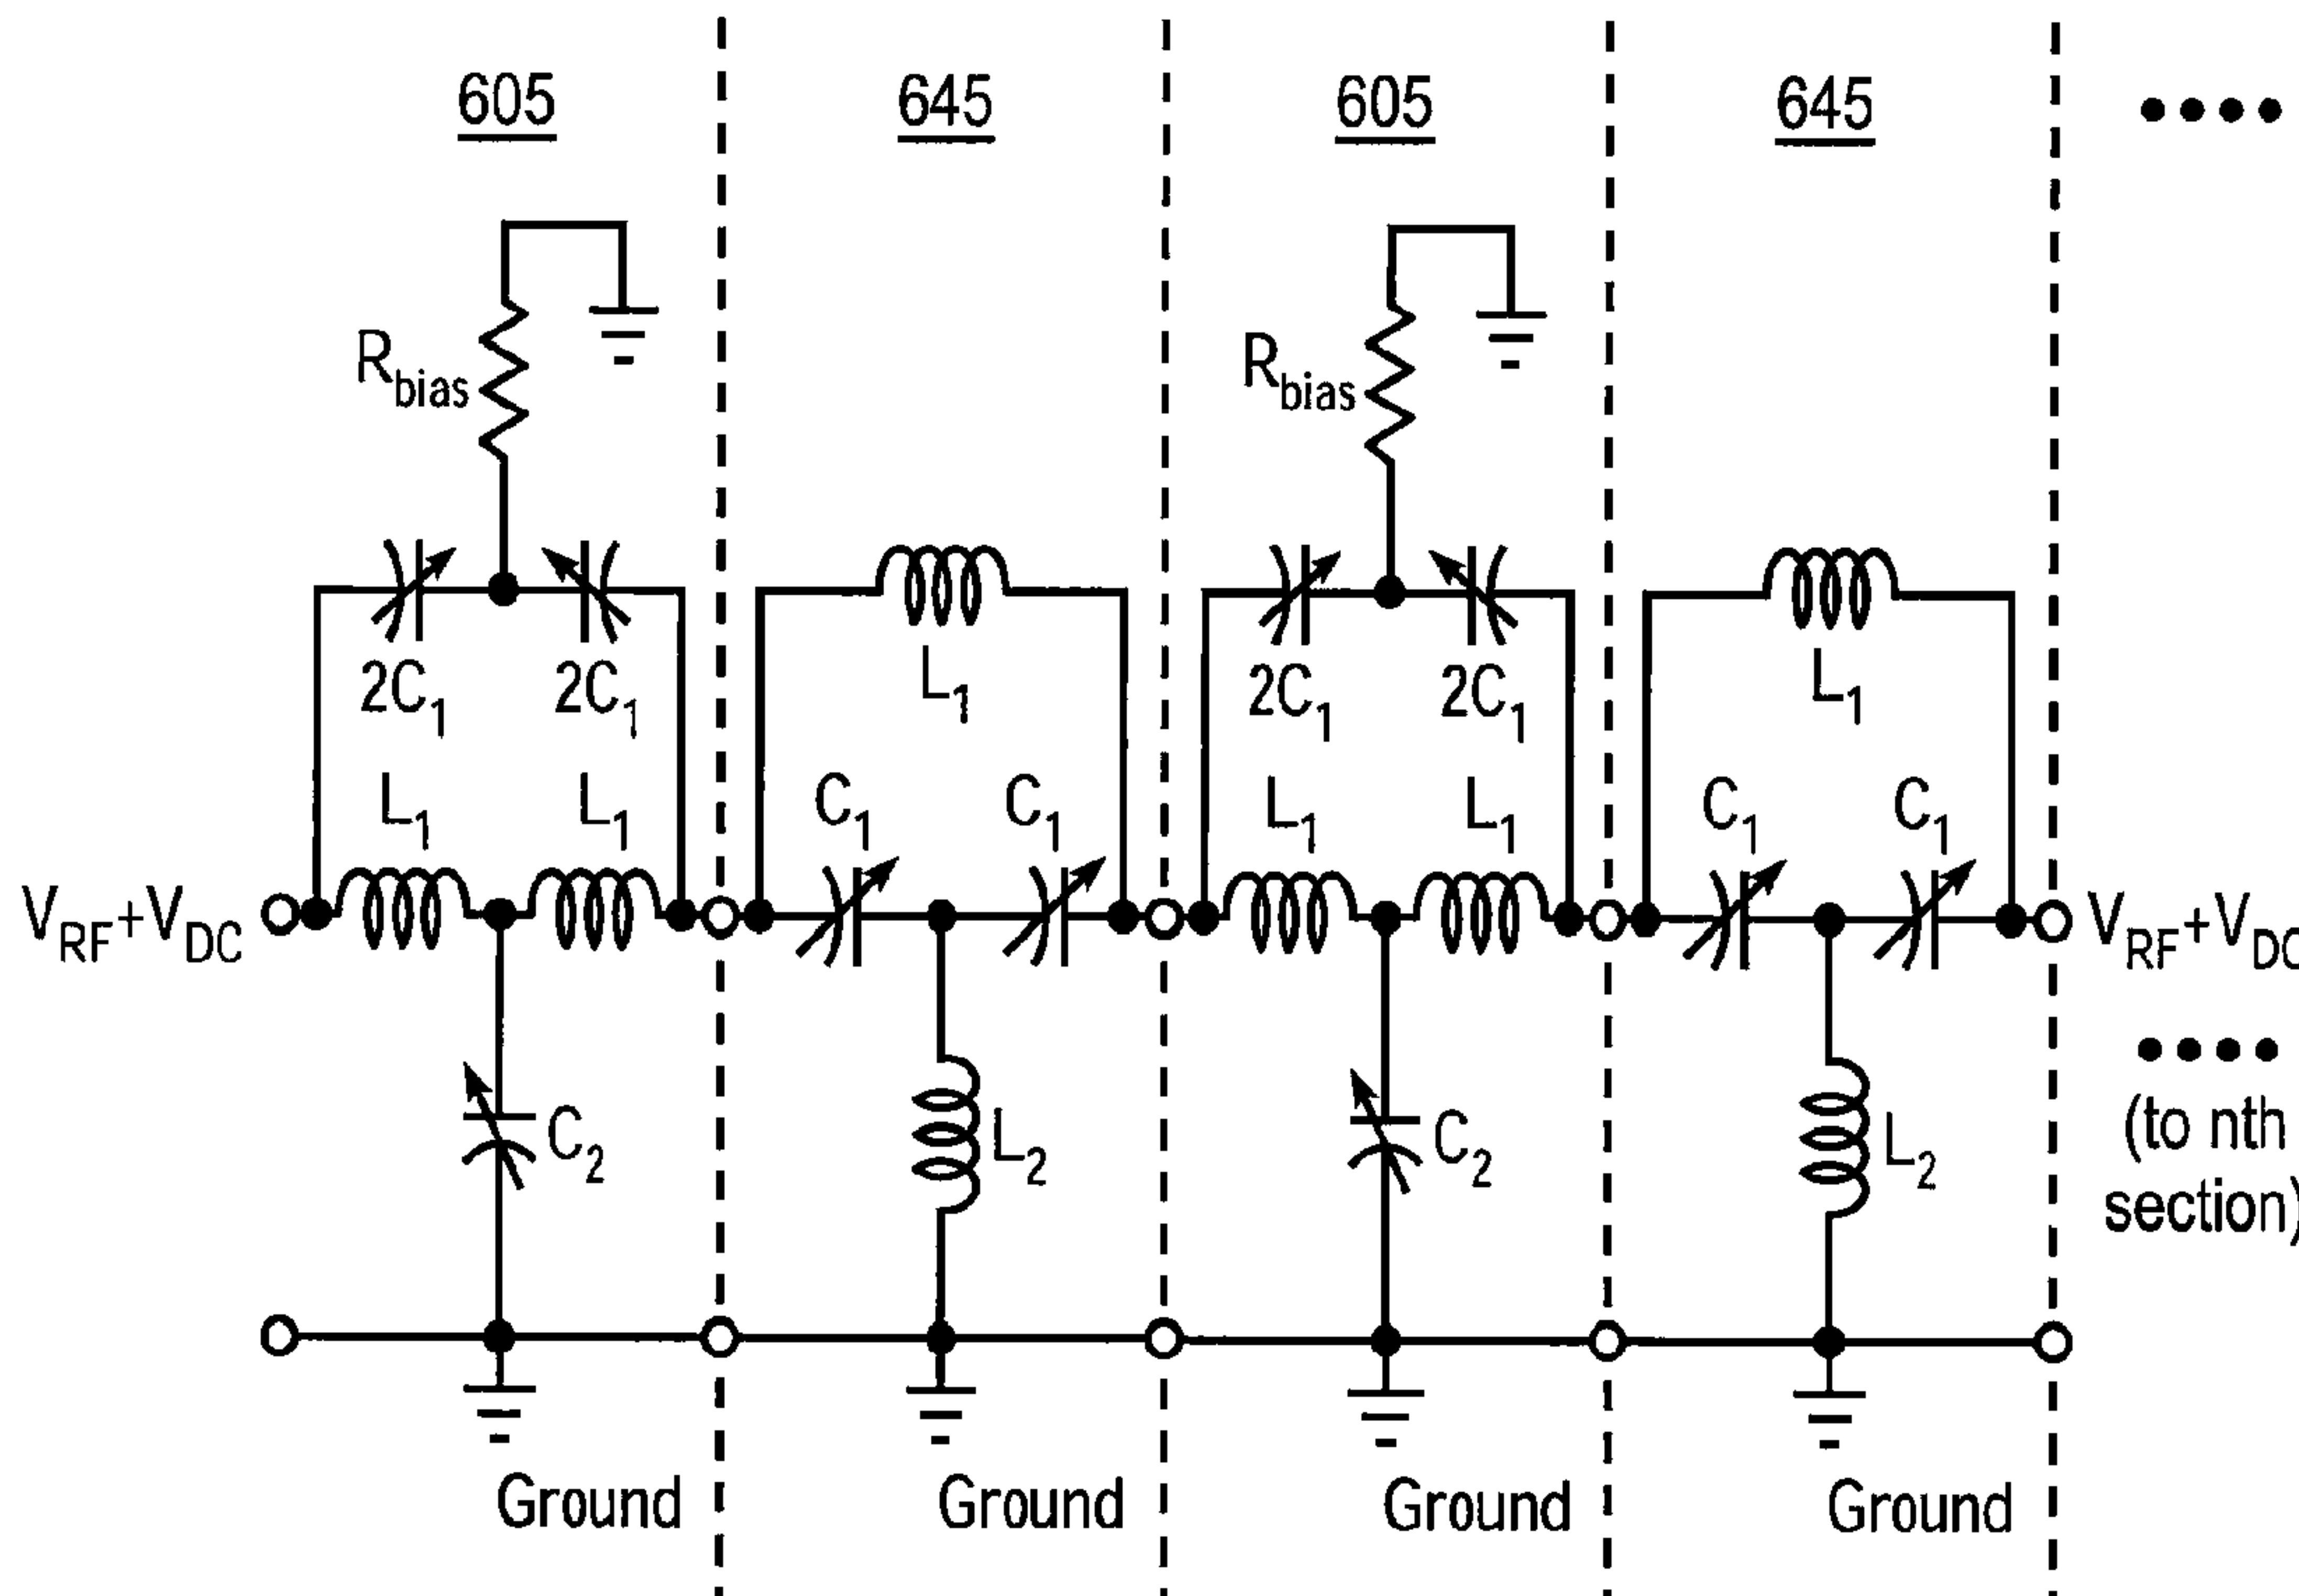 605 645 605 645
R_bias R_bias
2C_1 2C_1 L_1 2C_1 2C_1 L_1
L_1 L_1 C_1 C_1 L_1 L_1 C_1 C_1
V_RF+V_DC V_RF+V_DC
C_2 L_2 C_2 L_2
(to nth
section)
Ground Ground Ground Ground